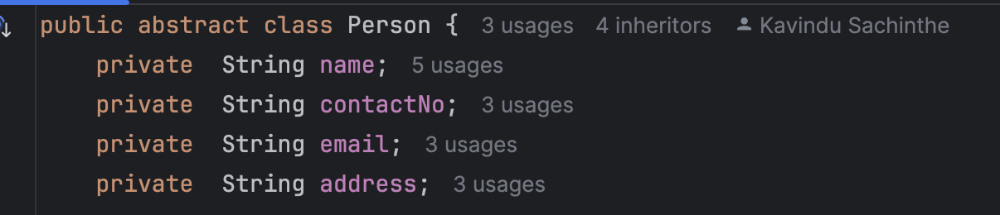 public abstract class Person { 3 usages 4 inheritors Kavindu Sachinthe
private String name; 5 usages
private String contactNo; 3 usages
private String email; 3 usages
private String address; 3 usages